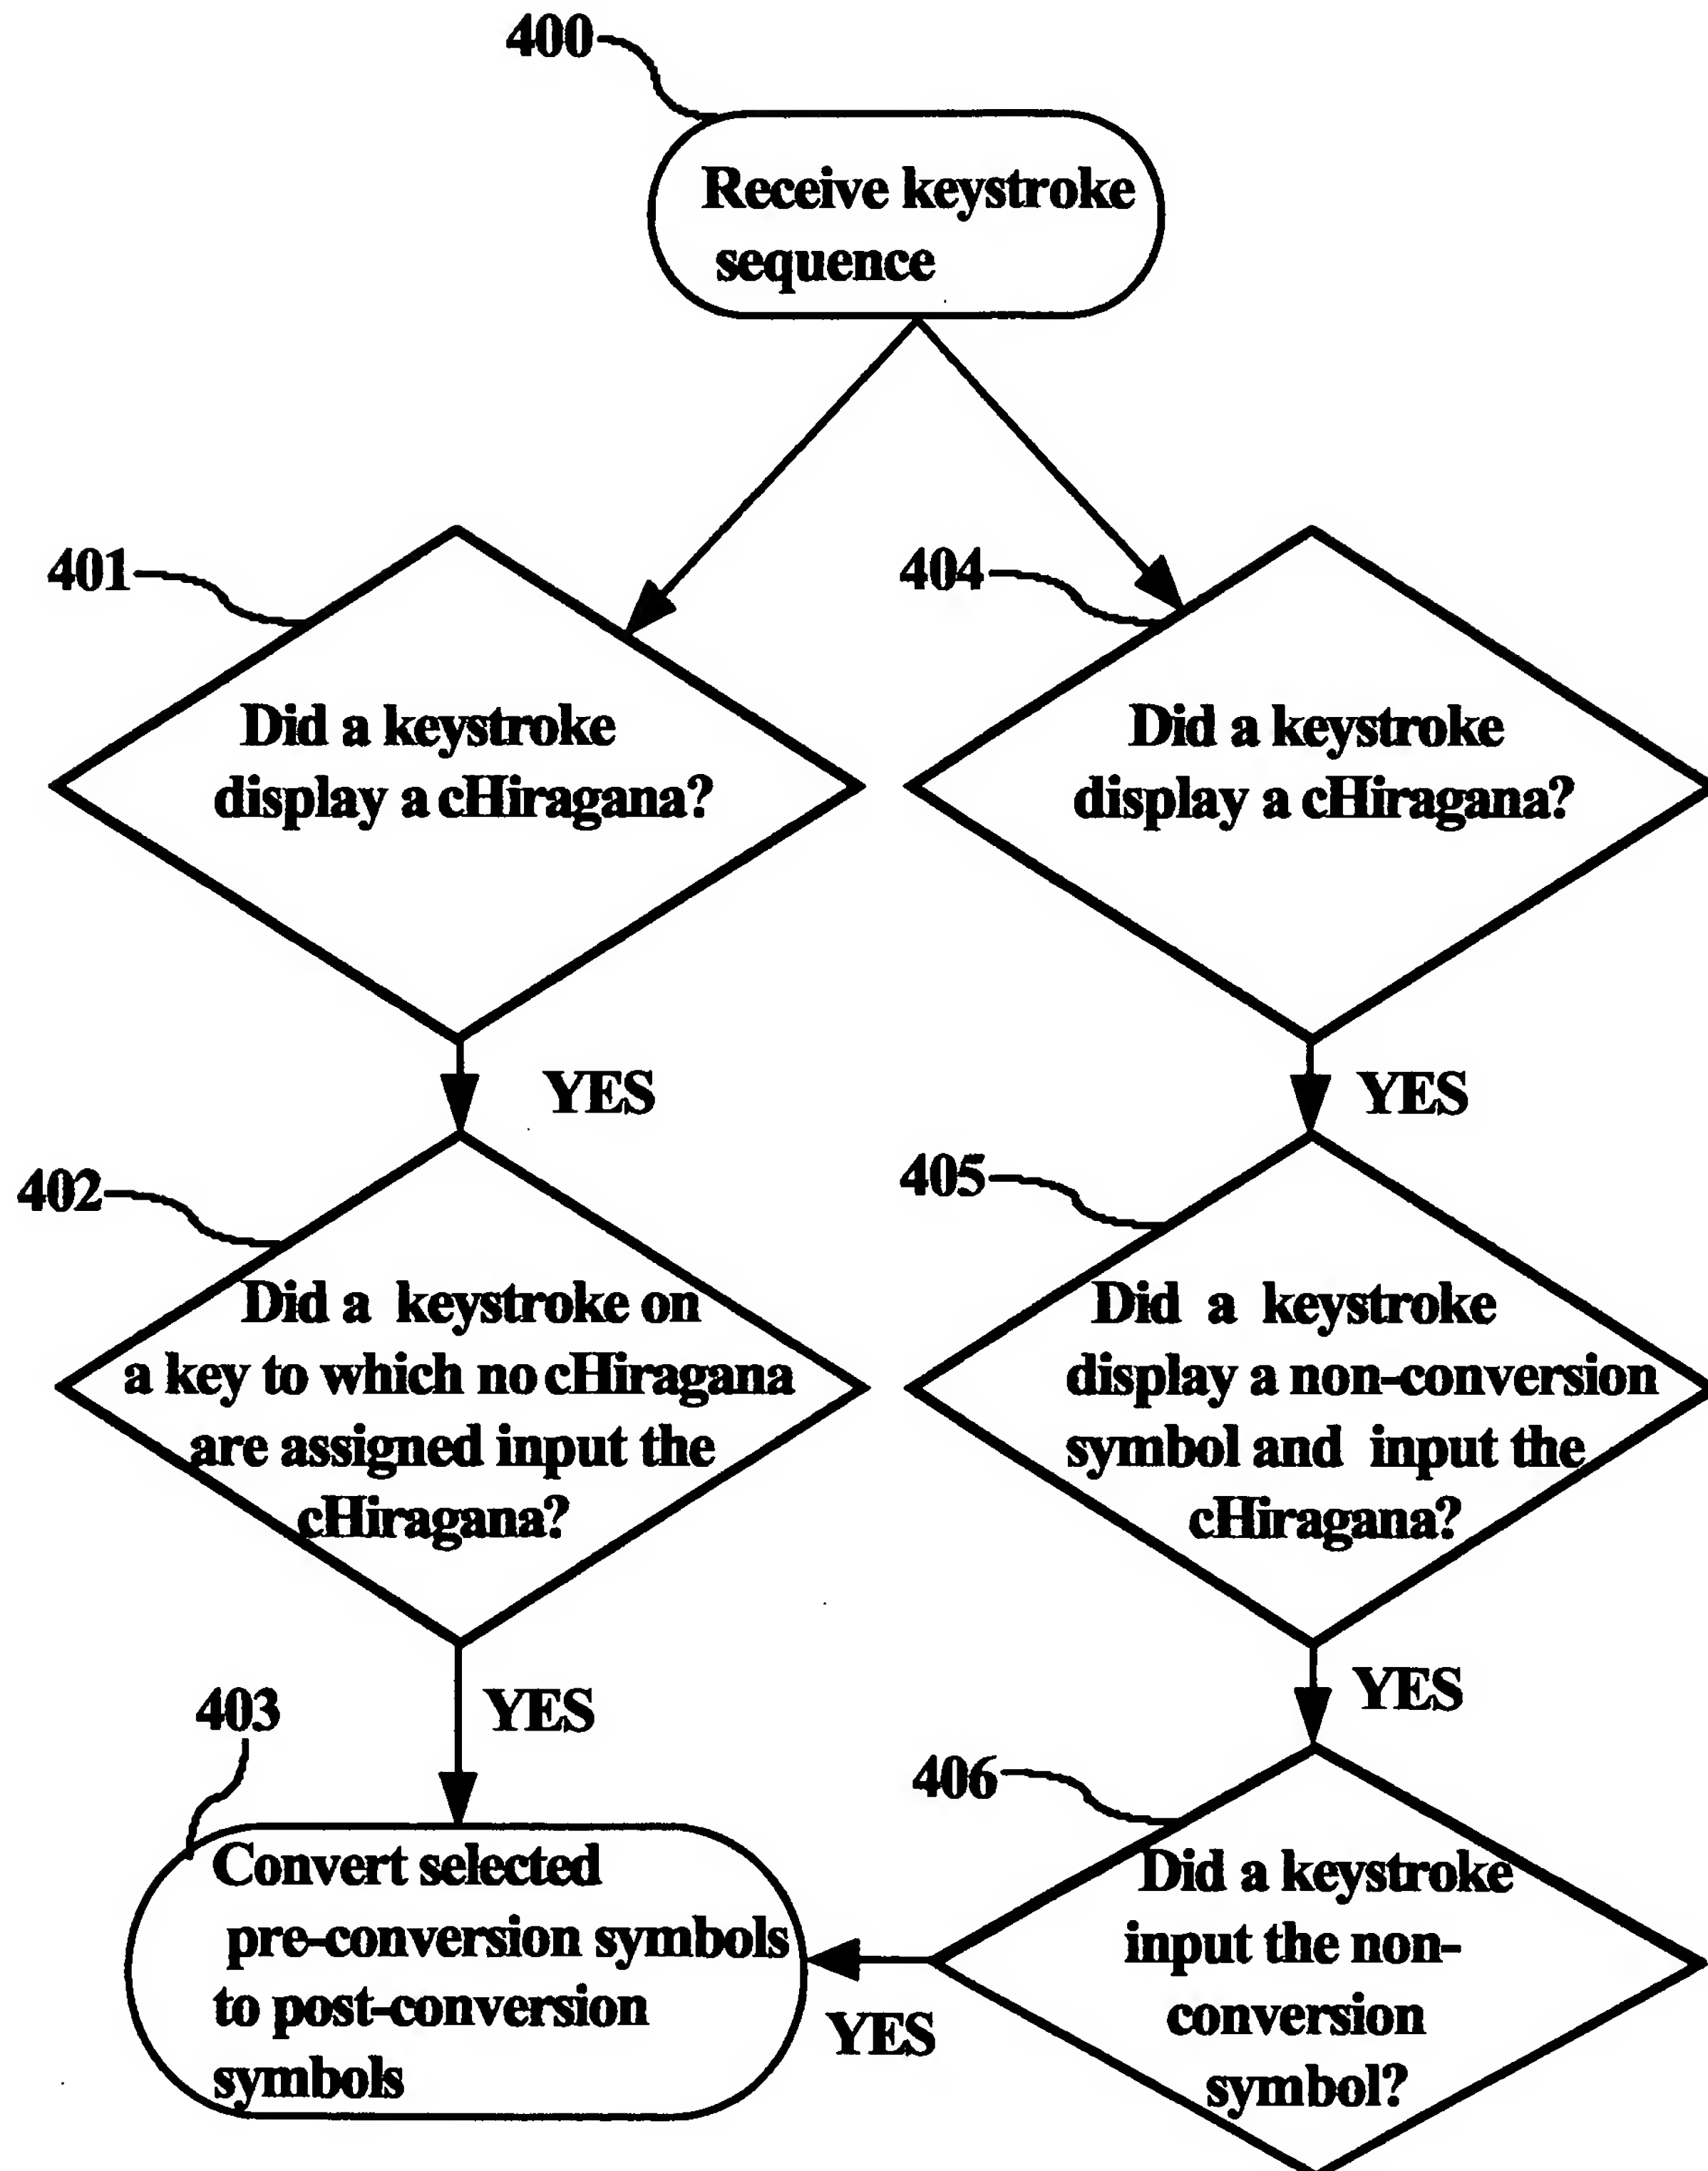 400
Receive keystroke
sequence
401
Did a keystroke
display a cHiragana?
404
Did a keystroke
display a cHiragana?
YES
YES
402
Did a keystroke on
a key to which no cHiragana
are assigned input the
cHiragana?
405
Did a keystroke
display a non-conversion
symbol and input the
cHiragana?
YES
YES
403
Convert selected
pre-conversion symbols
to post-conversion
symbols
406
Did a keystroke
input the non-
conversion
symbol?
YES